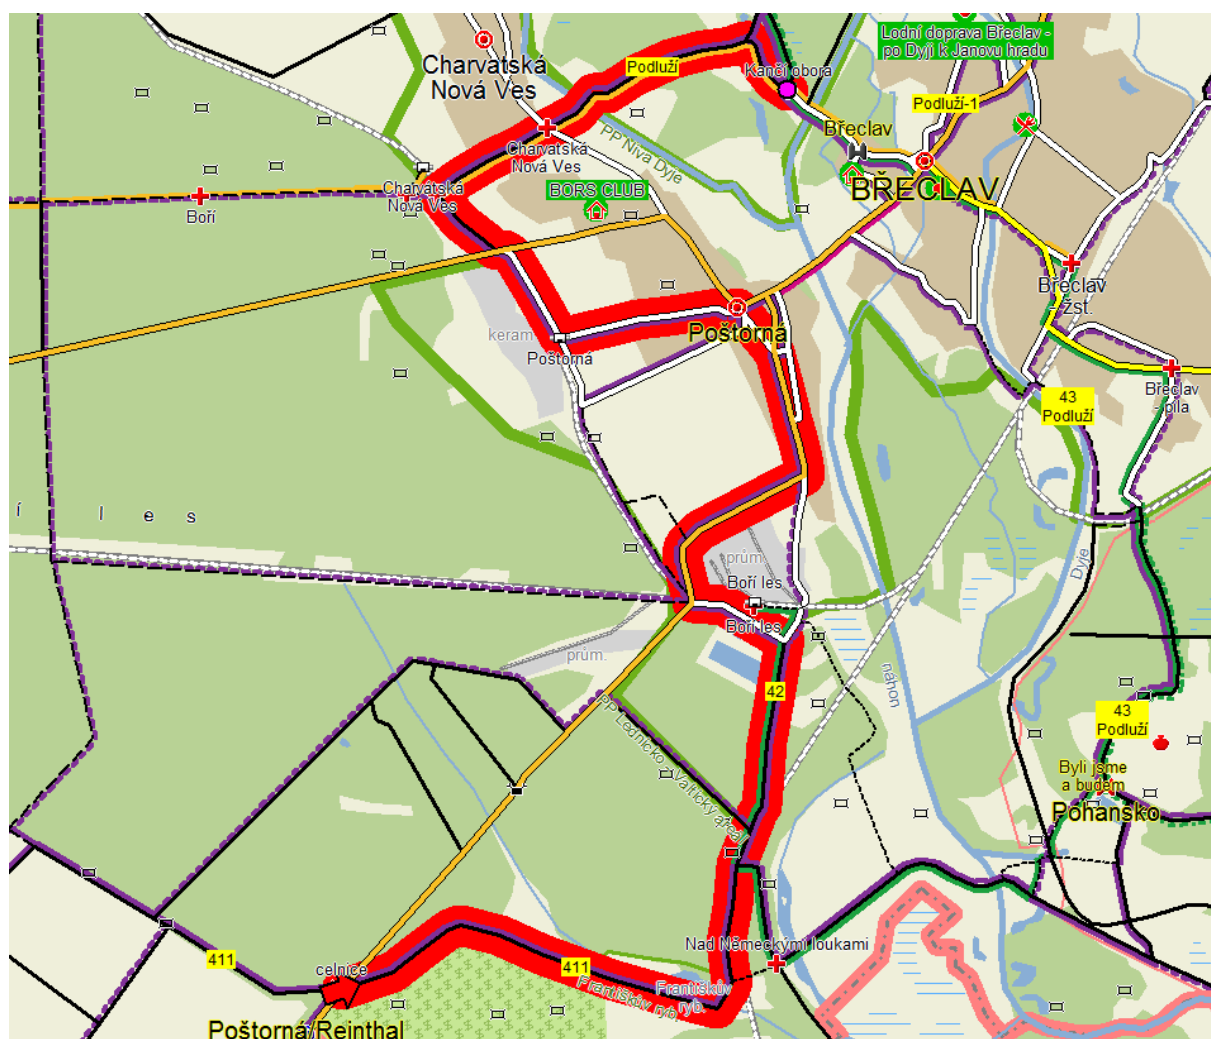 Lodní doprava Břeclav -
po Dyji k Janovu hradu
Charvatská
Nová Ves
Podluží
Kančí obora
Podluží-1
Břeclav
PP Niva Dyje
Charvatská
Nová Ves
Charvatská
Nová Ves
BORS CLUB
BŘECLAV
Boří
Břeclav
- žst.
Poštorná
keram.
Poštorná
Břeclav
- pila
43
Podluží
í l e s
prům.
Boří les
Dyje
Boří les
prům.
náhon
42
PP Lednicko - Valtický areál
43
Podluží
Byli jsme
a budem
Pohansko
Nad Německými loukami
411
celnice
411
Františkův
ryb.
Františkův ryb.
Poštorná/Reinthal